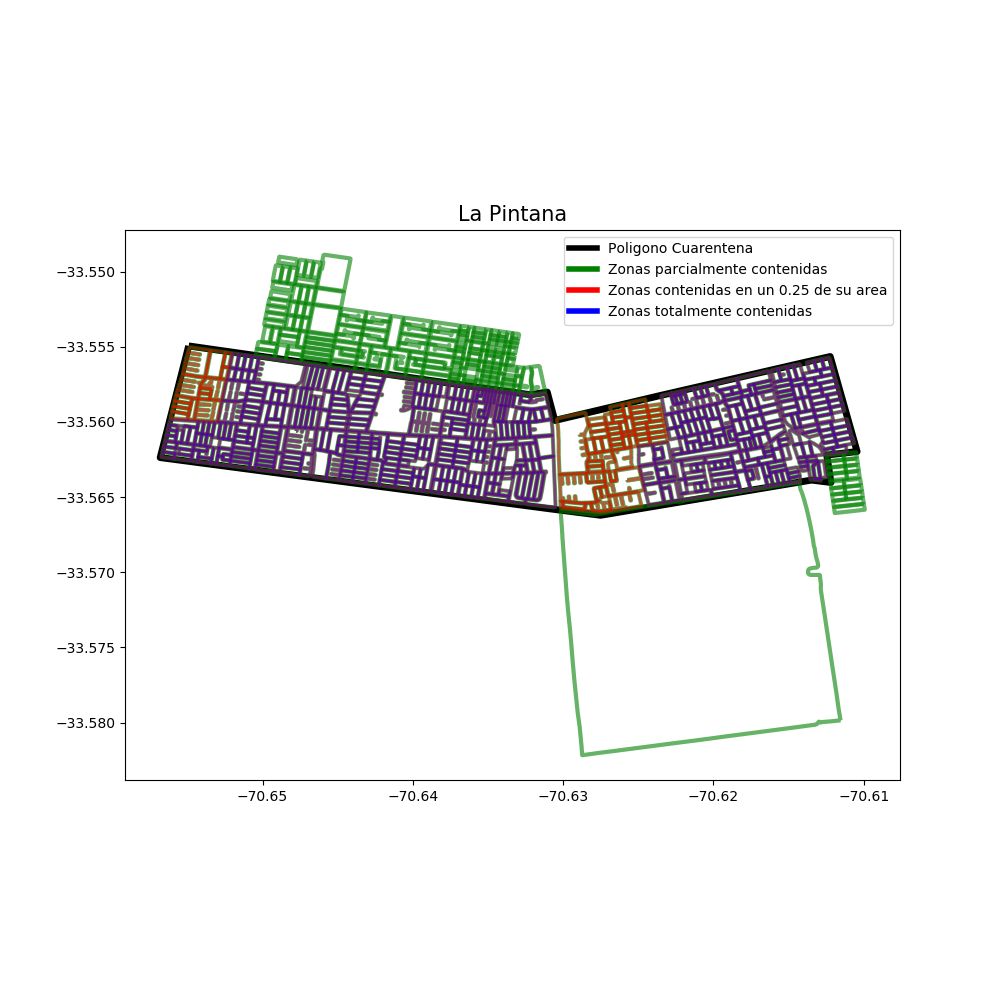 La Pintana
Poligono Cuarentena
Zonas parcialmente contenidas
Zonas contenidas en un 0.25 de su area
Zonas totalmente contenidas
−33.550
−33.555
−33.560
−33.565
−33.570
−33.575
−33.580
−70.65 −70.64 −70.63 −70.62 −70.61